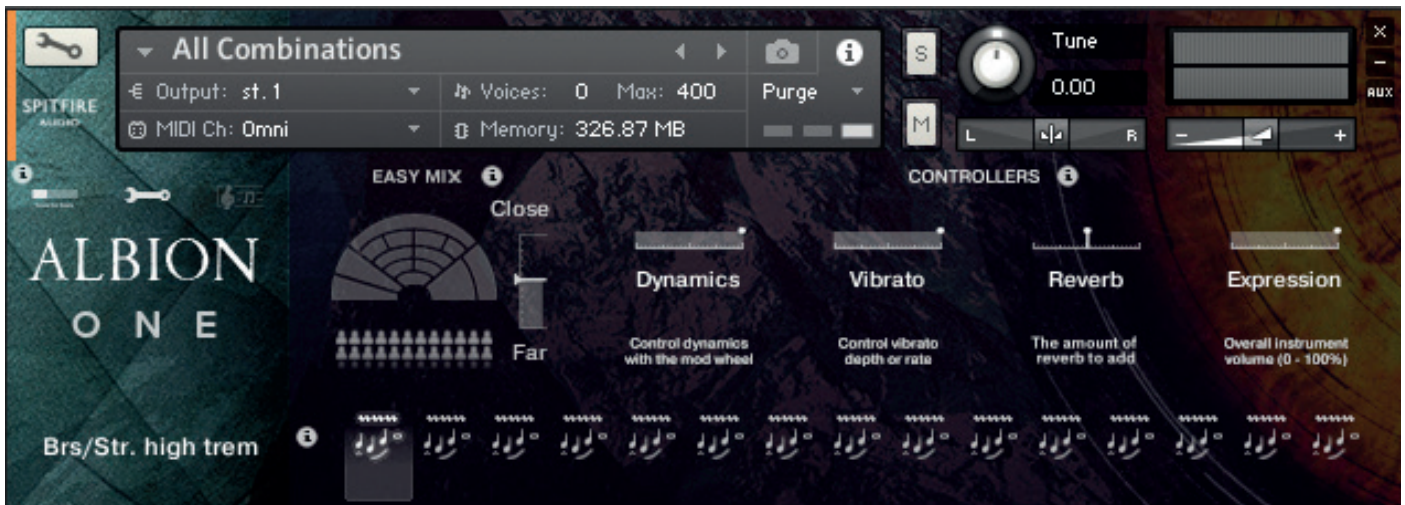 All Combinations
S
Tune
X
-
Output: st.1
Voices: 0 Max: 400
Purge
0.00
AUX
SPITFIRE
AUDIO
MIDI Ch: Omni
Memory: 326.87 MB
M
L
R
-
+
EASY MIX
CONTROLLERS
Close
ALBION
ONE
Dynamics
Vibrato
Reverb
Expression
Far
Control dynamics
with the mod wheel
Control vibrato
depth or rate
The amount of
reverb to add
Overall instrument
volume (0 - 100%)
Brs/Str. high trem